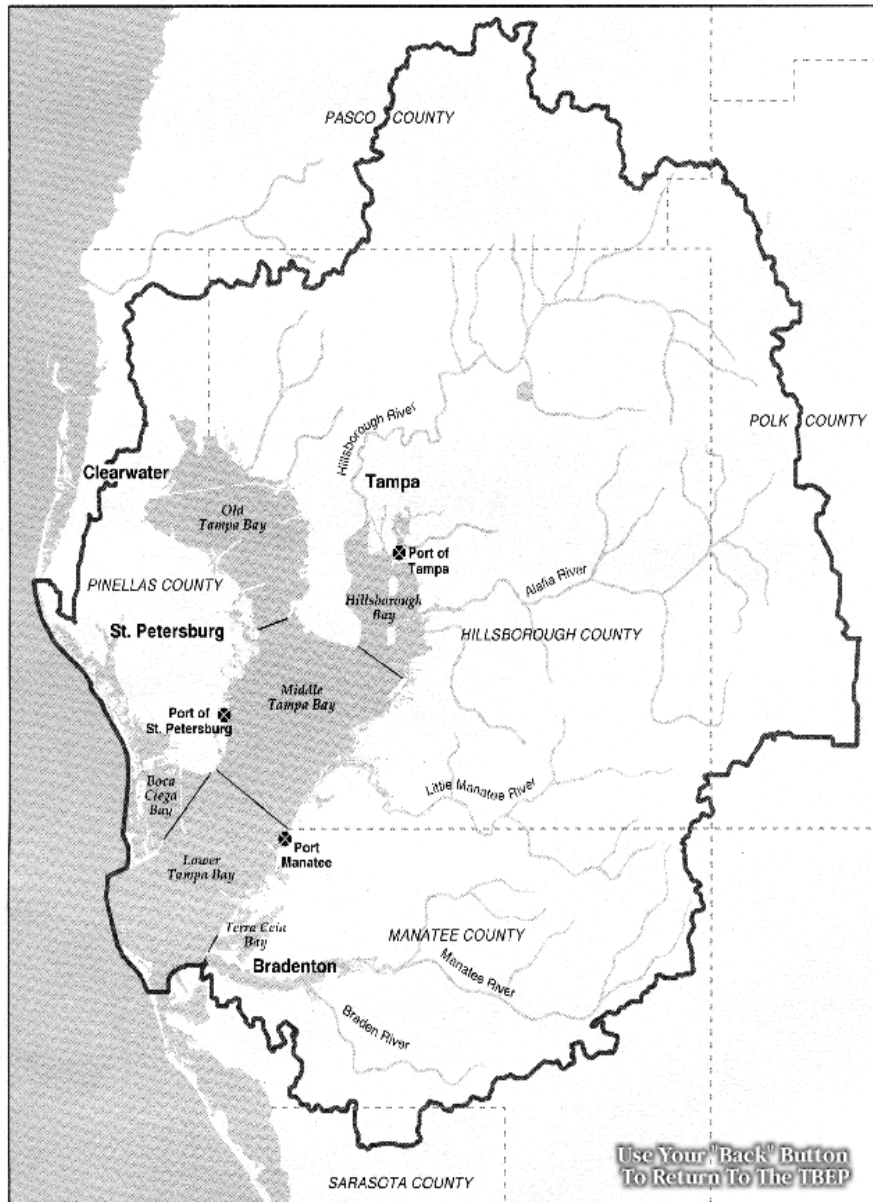 PASCO COUNTY
Hillsborough River
POLK COUNTY
Clearwater
Tampa
Old
Tampa Bay
Port of
Tampa
Alafia River
PINELLAS COUNTY
Hillsborough
Bay
St. Petersburg
HILLSBOROUGH COUNTY
Middle
Tampa Bay
Port of
St. Petersburg
Boca
Ciega
Bay
Little Manatee River
Port
Manatee
Lower
Tampa Bay
Terra Ceia
Bay
MANATEE COUNTY
Bradenton
Manatee River
Braden River
Use Your "Back" Button
To Return To The TBEP
SARASOTA COUNTY